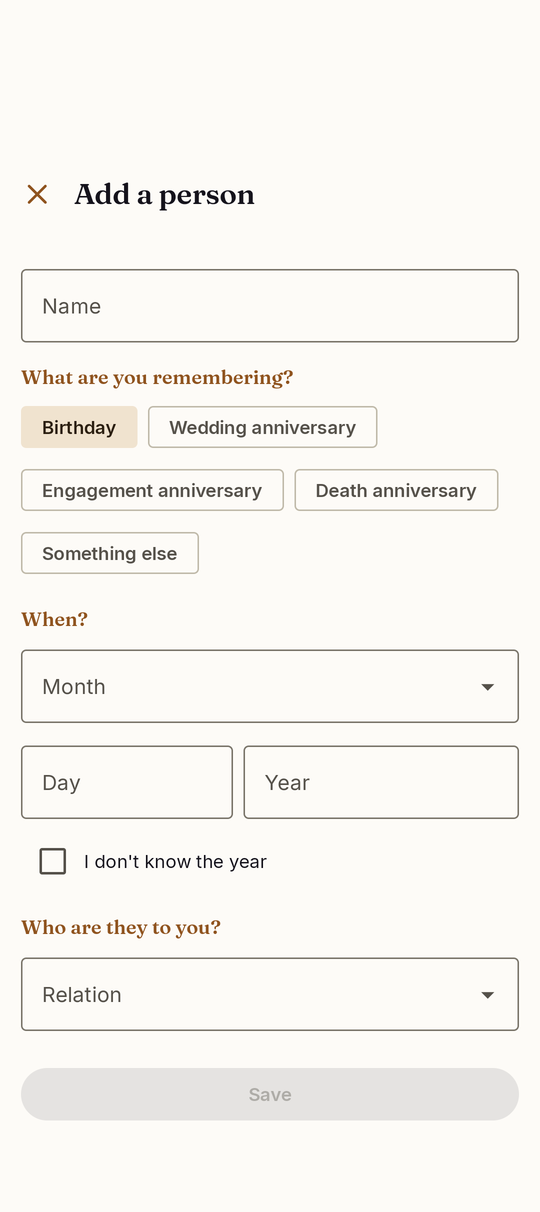 Add a person
Name
What are you remembering?
Birthday
Wedding anniversary
Engagement anniversary
Death anniversary
Something else
When?
Month
Day
Year
I don't know the year
Who are they to you?
Relation
Save